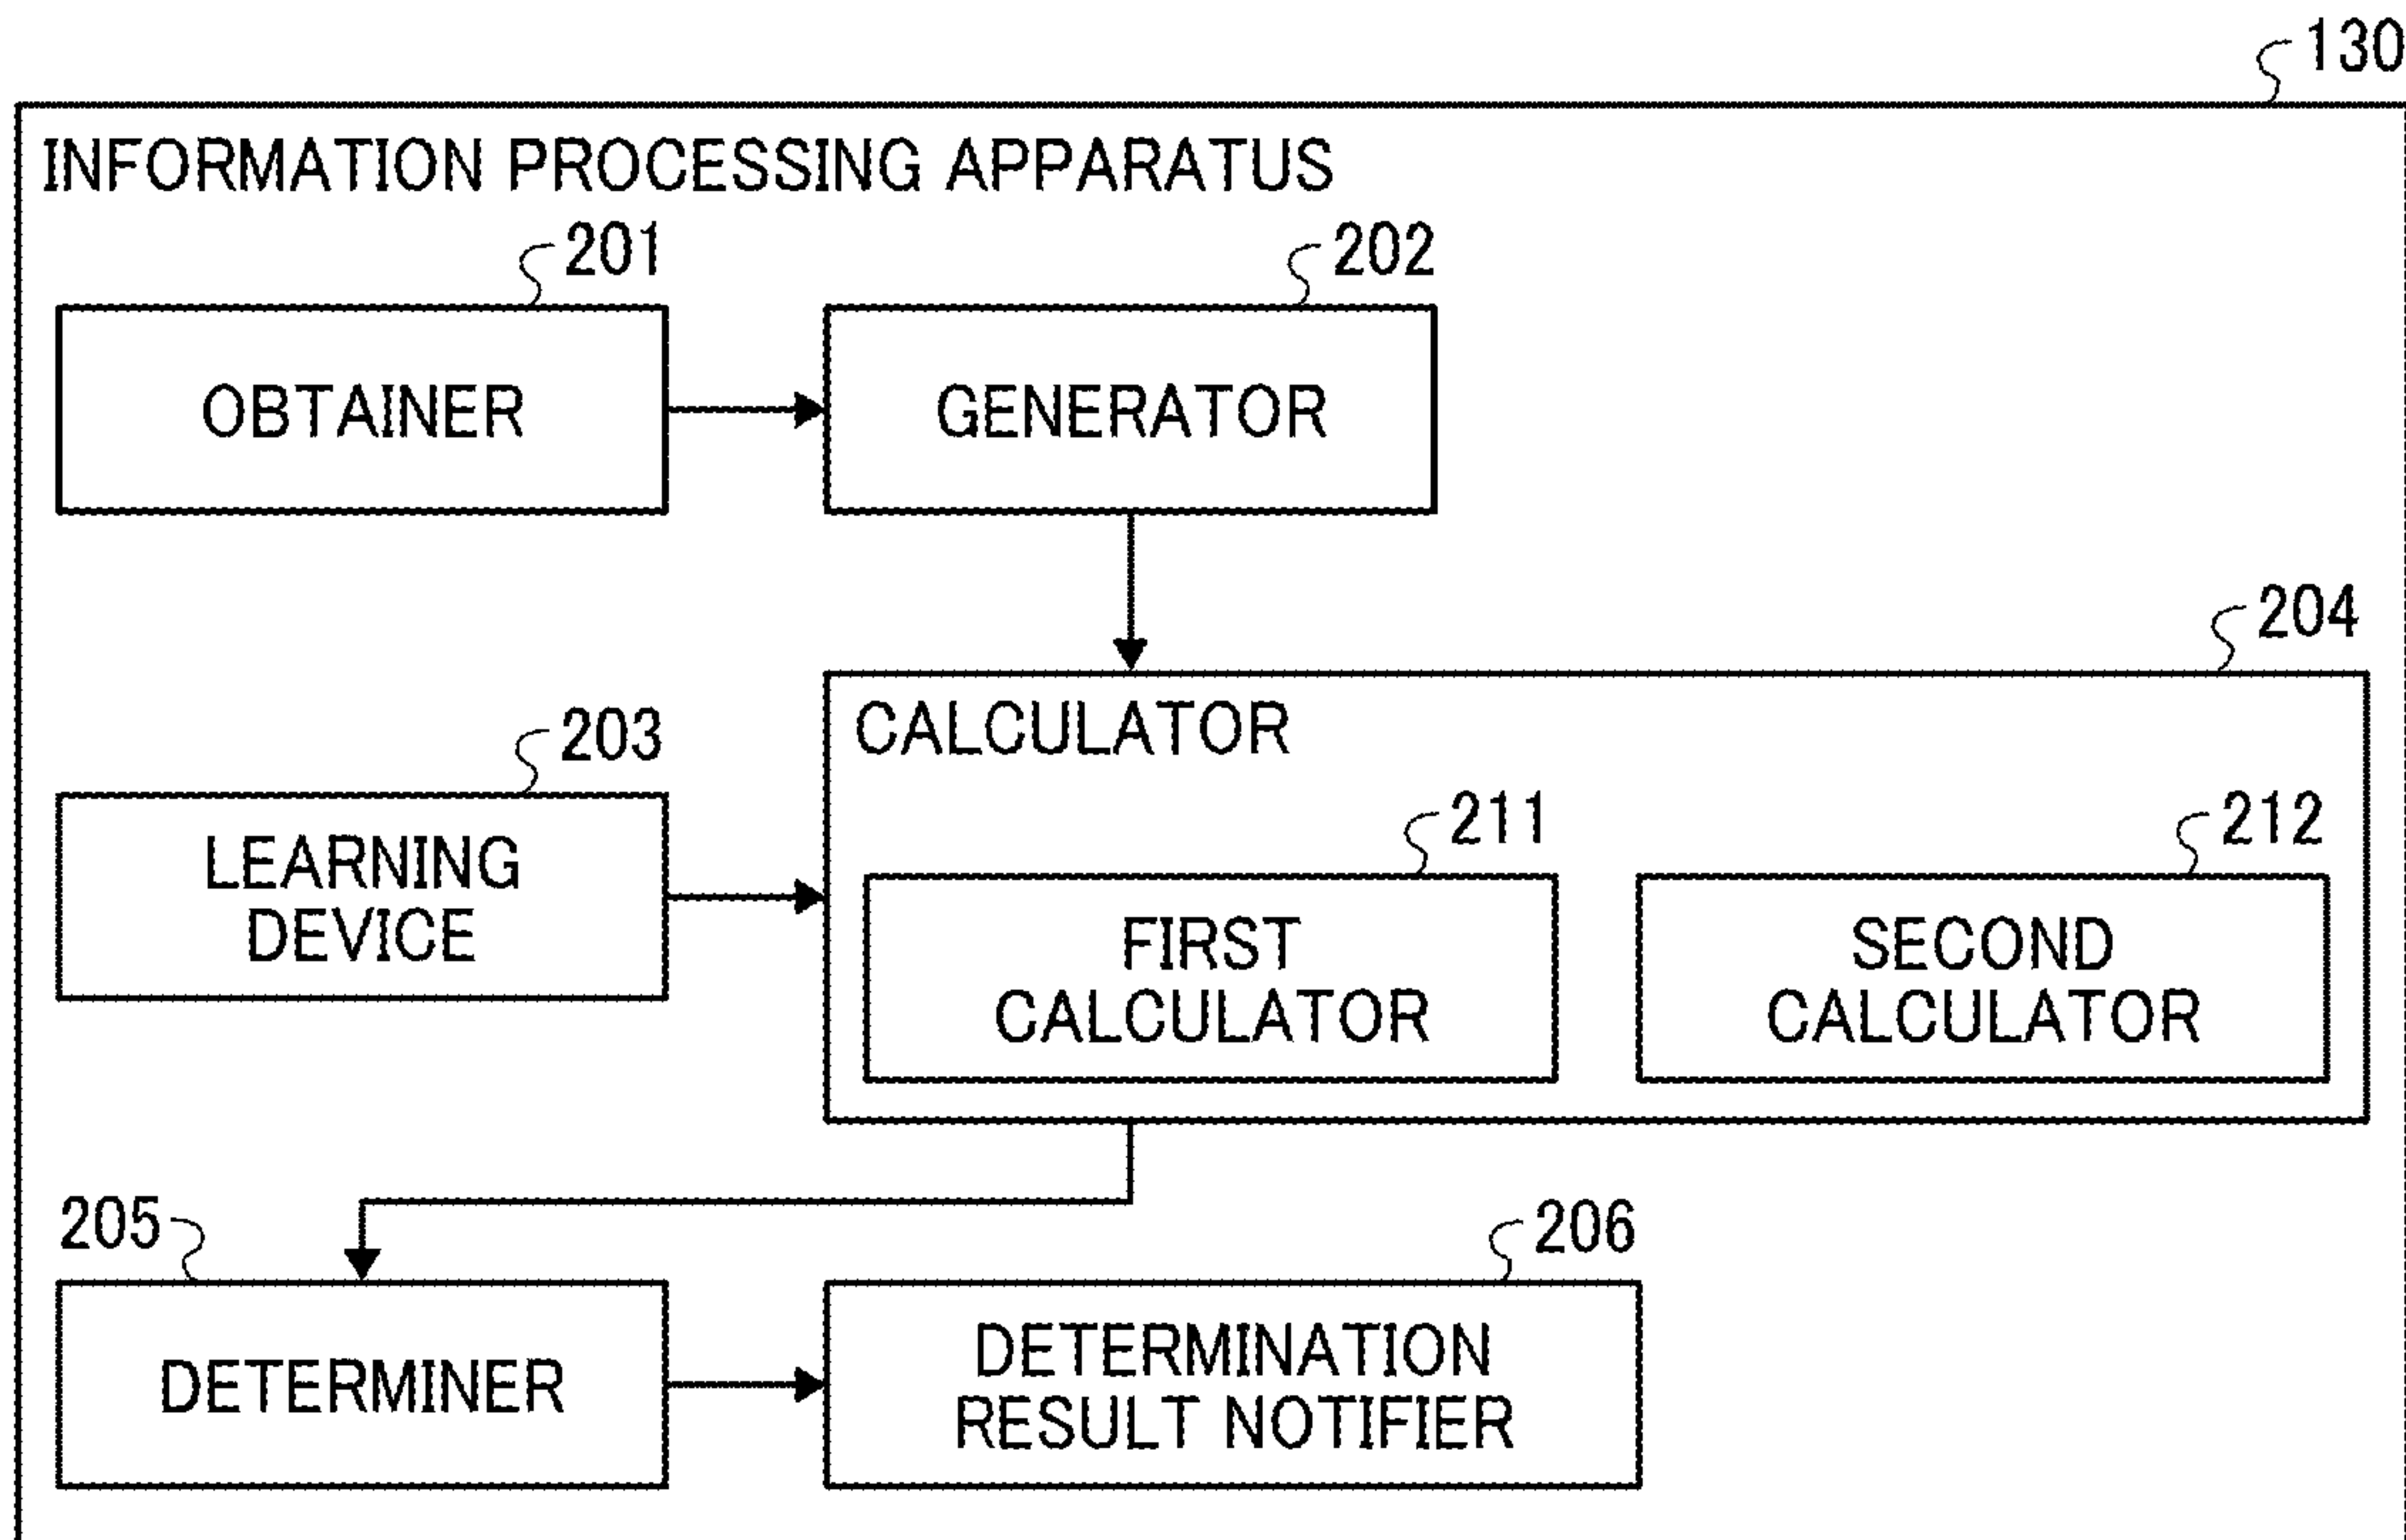 130
INFORMATION PROCESSING APPARATUS
201
202
OBTAINER
GENERATOR
204
CALCULATOR
203
LEARNING
DEVICE
211
212
FIRST
CALCULATOR
SECOND
CALCULATOR
205
206
DETERMINER
DETERMINATION
RESULT NOTIFIER